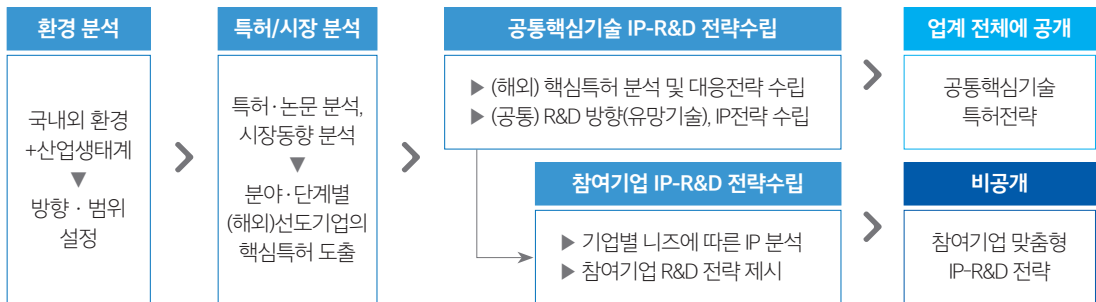 환경 분석
국내외 환경
+산업생태계
▼
방향 · 범위
설정
특허/시장 분석
특허·논문 분석,
시장동향 분석
▼
분야·단계별
(해외)선도기업의
핵심특허 도출
공통핵심기술 IP-R&D 전략수립
▶ (해외) 핵심특허 분석 및 대응전략 수립
▶ (공통) R&D 방향(유망기술), IP전략 수립
업계 전체에 공개
공통핵심기술
특허전략
참여기업 IP-R&D 전략수립
▶ 기업별 니즈에 따른 IP 분석
▶ 참여기업 R&D 전략 제시
비공개
참여기업 맞춤형
IP-R&D 전략